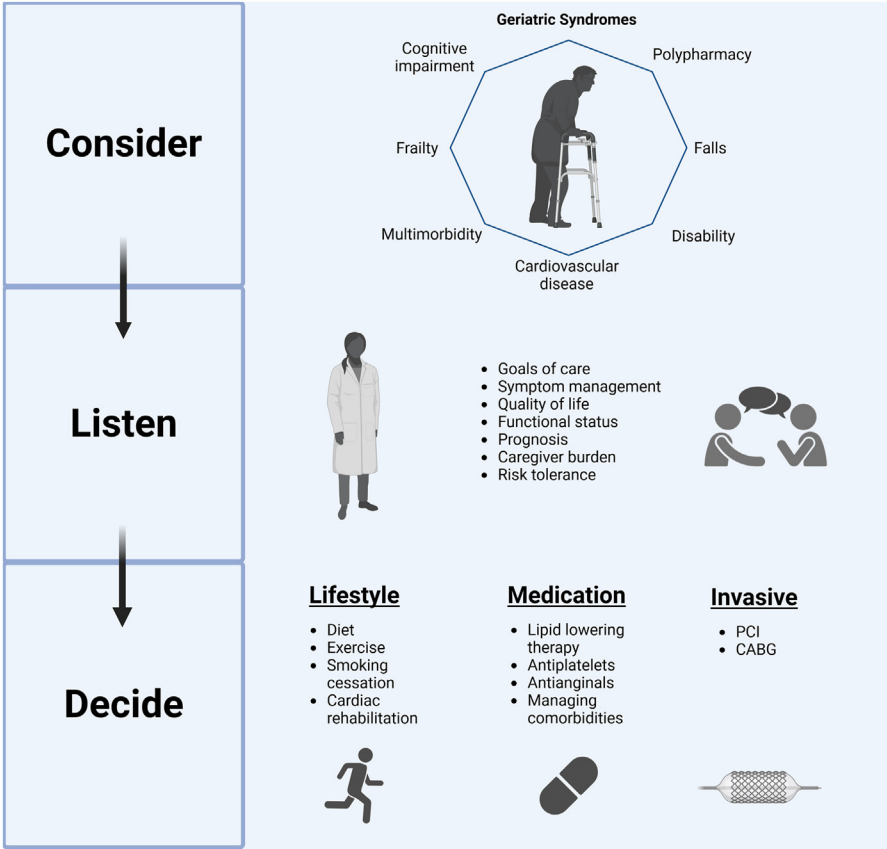 Consider
Geriatric Syndromes
Cognitive
impairment
Polypharmacy
Frailty
Falls
Multimorbidity
Disability
Cardiovascular
disease
Listen
• Goals of care
• Symptom management
• Quality of life
• Functional status
• Prognosis
• Caregiver burden
• Risk tolerance
Decide
Lifestyle
• Diet
• Exercise
• Smoking
cessation
• Cardiac
rehabilitation
Medication
• Lipid lowering
therapy
• Antiplatelets
• Antianginals
• Managing
comorbidities
Invasive
• PCI
• CABG